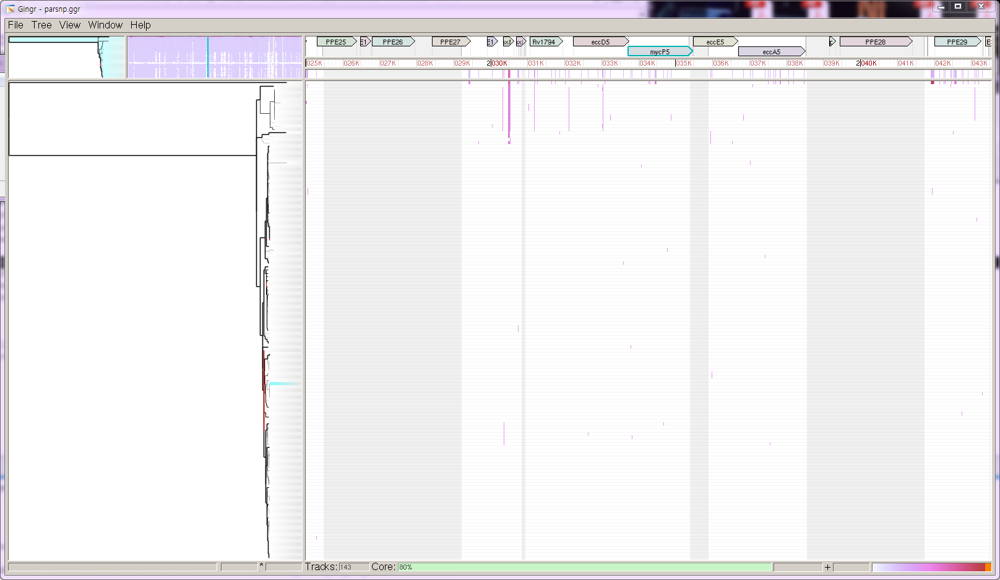 Gingr - parsnp.ggr
File Tree View Window Help
PPE25 E1 PPE26 PPE27 E1 Rv1794 eccD5 eccE5 PPE28 PPE29 E
mycP5 eccA5
025K 026K 027K 028K 029K 2030K 031K 032K 033K 034K 035K 036K 037K 038K 039K 2040K 041K 042K 043K
* Tracks: 143 Core: 80% +